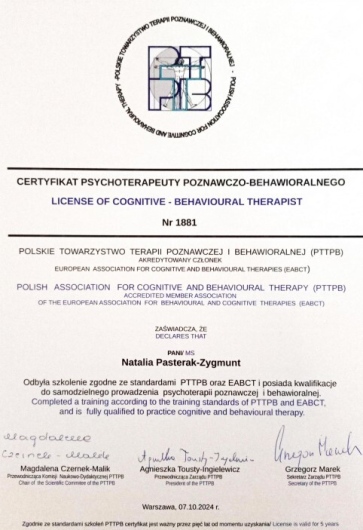 POLSKIE TOWARZYSTWO TERAPII POZNAWCZEJ I BEHAWIORALNEJ - POLISH ASSOCIATION FOR COGNITIVE AND BEHAVIOURAL THERAPY -
PTTPB
CERTYFIKAT PSYCHOTERAPEUTY POZNAWCZO-BEHAWIORALNEGO
LICENSE OF COGNITIVE - BEHAVIOURAL THERAPIST
Nr 1881
POLSKIE TOWARZYSTWO TERAPII POZNAWCZEJ I BEHAWIORALNEJ (PTTPB)
AKREDYTOWANY CZŁONEK
EUROPEAN ASSOCIATION FOR COGNITIVE AND BEHAVIOURAL THERAPIES (EABCT)
POLISH ASSOCIATION FOR COGNITIVE AND BEHAVIOURAL THERAPY (PTTPB)
ACCREDITED MEMBER ASSOCIATION
OF THE EUROPEAN ASSOCIATION FOR BEHAVIOURAL AND COGNITIVE THERAPIES (EABCT)
ZAŚWIADCZA, ŻE
DECLARES THAT
PANI/ MS
Natalia Pasterak-Zygmunt
Odbyła szkolenie zgodne ze standardami PTTPB oraz EABCT i posiada kwalifikacje
do samodzielnego prowadzenia psychoterapii poznawczej i behawioralnej.
Completed a training according to the training standards of PTTPB and EABCT,
and is fully qualified to practice cognitive and behavioural therapy.
Magdalena Czernek-Malik Agnieszka Tousty-Ingielewicz Grzegorz Marek
Przewodnicząca Komisji Naukowo-Dydaktycznej PTTPB Przewodnicząca Zarządu PTTPB Sekretarz Zarządu PTTPB
Chair of the Scientific Commitee of the PTTPB President of the PTTPB Secretary of the PTTPB
Warszawa, 07.10.2024 r.
Zgodne ze standardami szkoleń PTTPB certyfikat jest ważny przez pięć lat od momentu uzyskania/ License is valid for 5 years